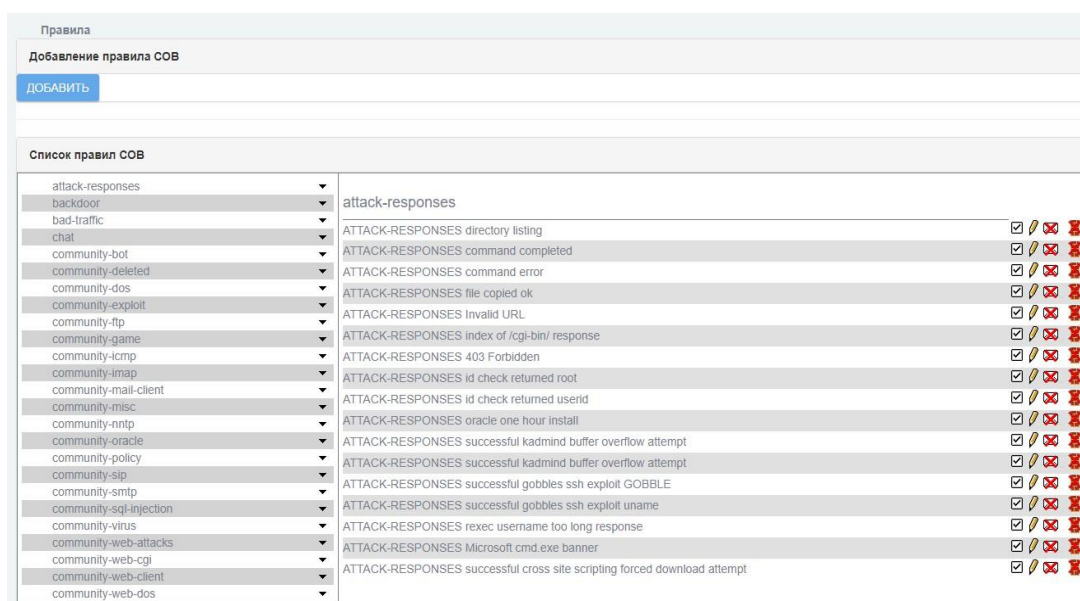 Правила
Добавление правила СОВ
ДОБАВИТЬ
Список правил СОВ
attack-responses
backdoor
bad-traffic
chat
community-bot
community-deleted
community-dos
community-exploit
community-ftp
community-game
community-icmp
community-imap
community-mail-client
community-misc
community-nntp
community-oracle
community-policy
community-sip
community-smtp
community-sql-injection
community-virus
community-web-attacks
community-web-cgi
community-web-client
community-web-dos
attack-responses
ATTACK-RESPONSES directory listing
ATTACK-RESPONSES command completed
ATTACK-RESPONSES command error
ATTACK-RESPONSES file copied ok
ATTACK-RESPONSES Invalid URL
ATTACK-RESPONSES index of /cgi-bin/ response
ATTACK-RESPONSES 403 Forbidden
ATTACK-RESPONSES id check returned root
ATTACK-RESPONSES id check returned userid
ATTACK-RESPONSES oracle one hour install
ATTACK-RESPONSES successful kadmind buffer overflow attempt
ATTACK-RESPONSES successful kadmind buffer overflow attempt
ATTACK-RESPONSES successful gobbles ssh exploit GOBBLE
ATTACK-RESPONSES successful gobbles ssh exploit uname
ATTACK-RESPONSES rexec username too long response
ATTACK-RESPONSES Microsoft cmd.exe banner
ATTACK-RESPONSES successful cross site scripting forced download attempt